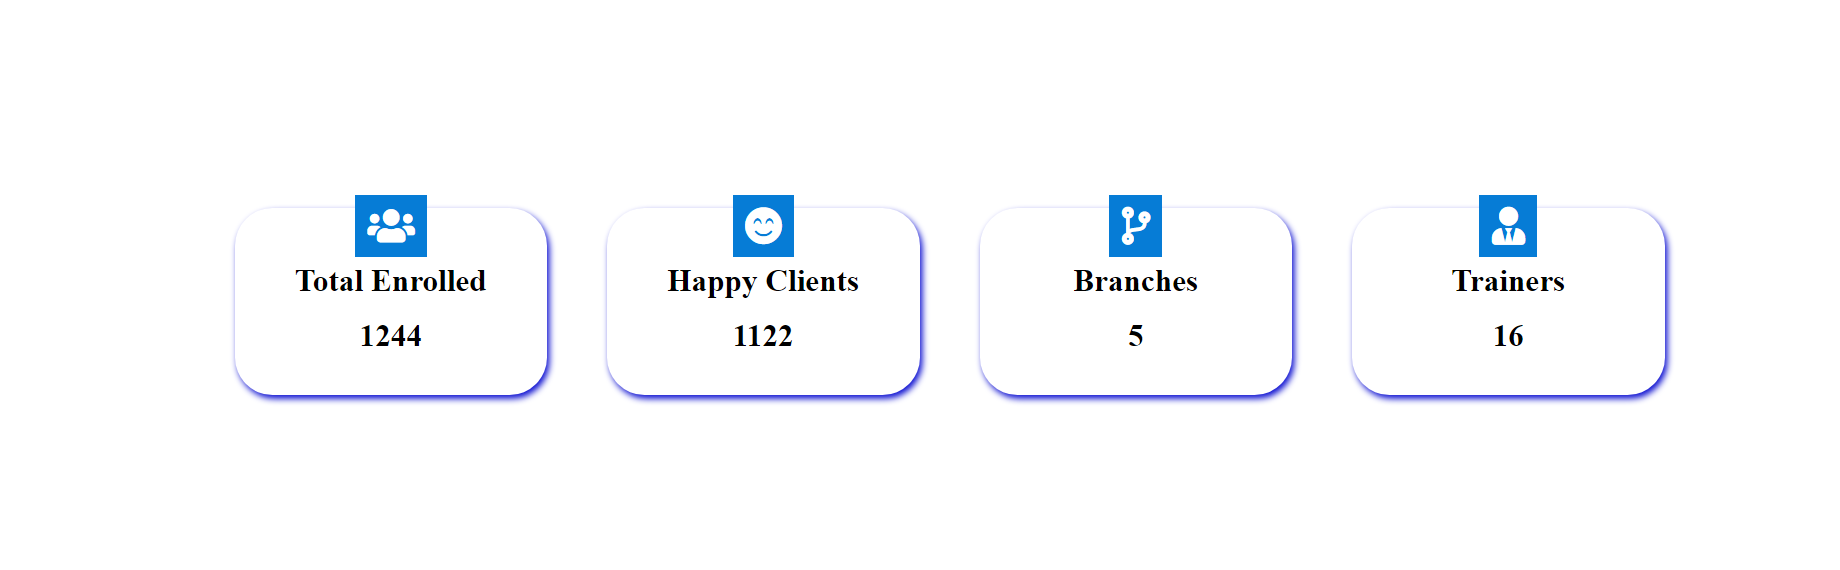 Total Enrolled
1244
Happy Clients
1122
Branches
5
Trainers
16